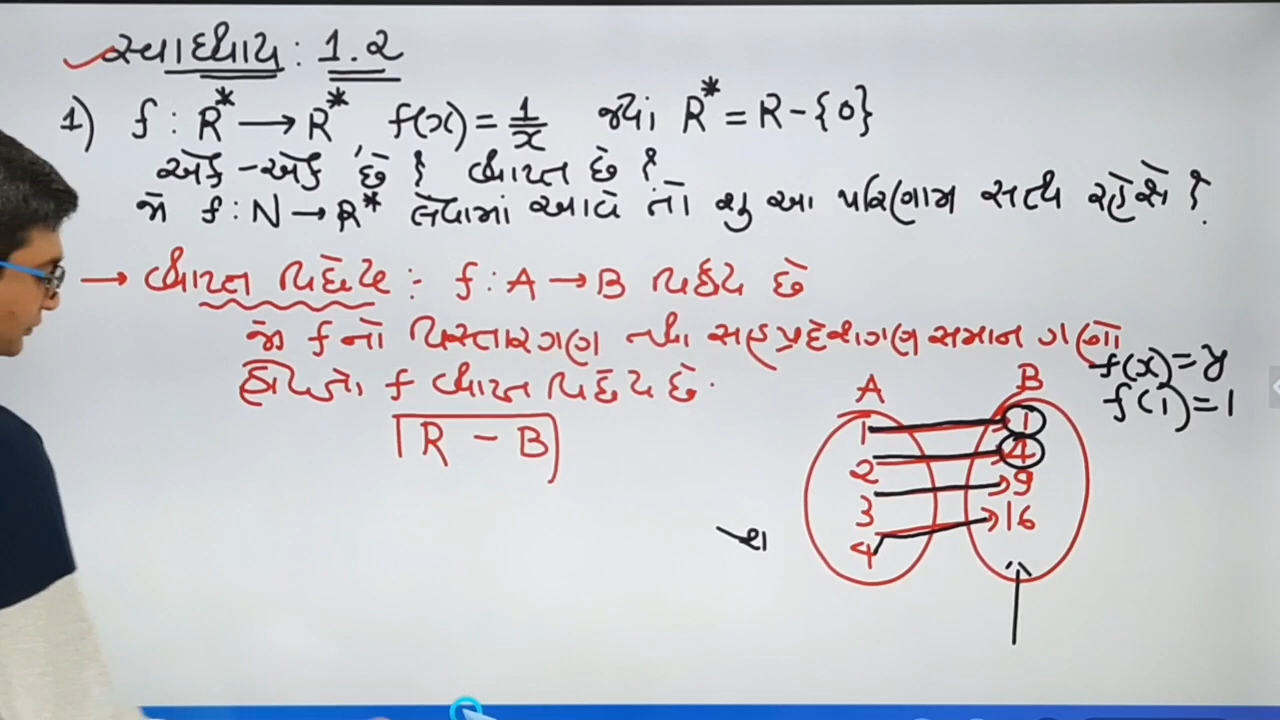 સ્વાધ્યાય : 1.2
1) f : R* → R*, f(x) = 1/x જ્યાં R* = R - {0}
એક - એક છે ? વ્યાપ્ત છે ?
જો f : N → R* લેવામાં આવે તો શું આ પરિણામ સત્ય રહેશે ?
→ વ્યાપ્ત વિધેય : f : A → B વિધેય છે
જો f નો વિસ્તારગણ તથા સહપ્રદેશગણ સમાન ગણો
હોય તો f વ્યાપ્ત વિધેય છે.
f(x) = y
f(1) = 1
R - B
A B
1 1
2 4
3 9
4 16